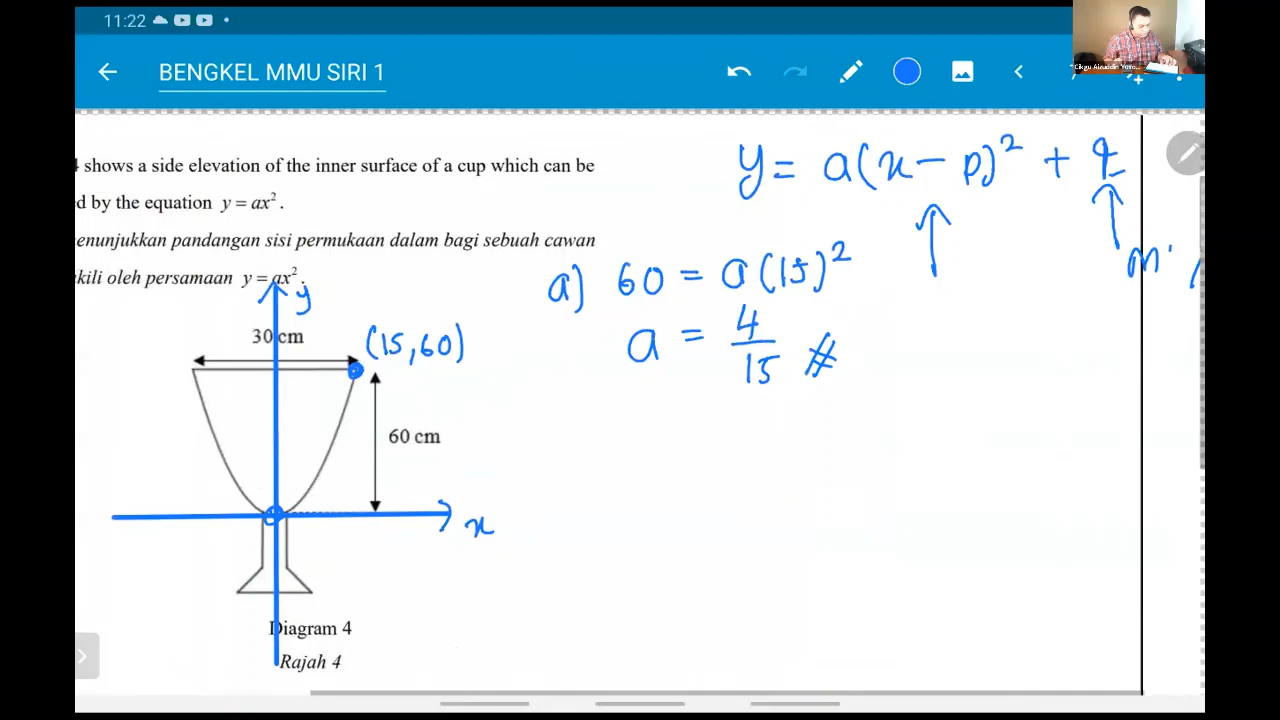 11:22
BENGKEL MMU SIRI 1
Cikgu Aizuddin
4 shows a side elevation of the inner surface of a cup which can be
d by the equation y = ax².
enunjukkan pandangan sisi permukaan dalam bagi sebuah cawan
kili oleh persamaan y = ax².
y = a(x - p)² + q
a) 60 = a(15)²
a = 4/15 #
y
30 cm
(15,60)
60 cm
x
Diagram 4
Rajah 4